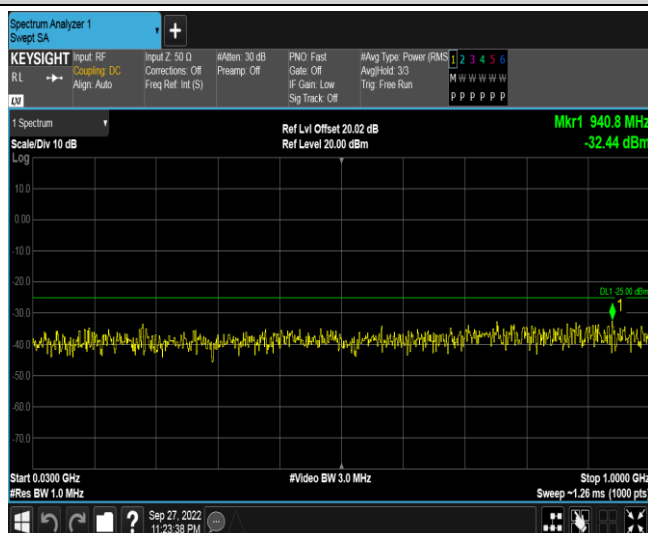 Spectrum Analyzer 1
Swept SA
+
KEYSIGHT
RL
LXI
Input: RF
Coupling: DC
Align: Auto
Input Z: 50 Ω
Corrections: Off
Freq Ref: Int (S)
#Atten: 30 dB
Preamp: Off
PNO: Fast
Gate: Off
IF Gain: Low
Sig Track: Off
#Avg Type: Power (RMS
Avg|Hold: 3/3
Trig: Free Run
1 2 3 4 5 6
M W W W W W
P P P P P P
1 Spectrum
Scale/Div 10 dB
Log
Ref Lvl Offset 20.02 dB
Ref Level 20.00 dBm
Mkr1 940.8 MHz
-32.44 dBm
10.0
0.00
-10.0
-20.0
DL1 -25.00 dBm
1
-30.0
-40.0
-50.0
-60.0
-70.0
Start 0.0300 GHz
#Res BW 1.0 MHz
#Video BW 3.0 MHz
Stop 1.0000 GHz
Sweep ~1.26 ms (1000 pts)
?
Sep 27, 2022
11:23:38 PM